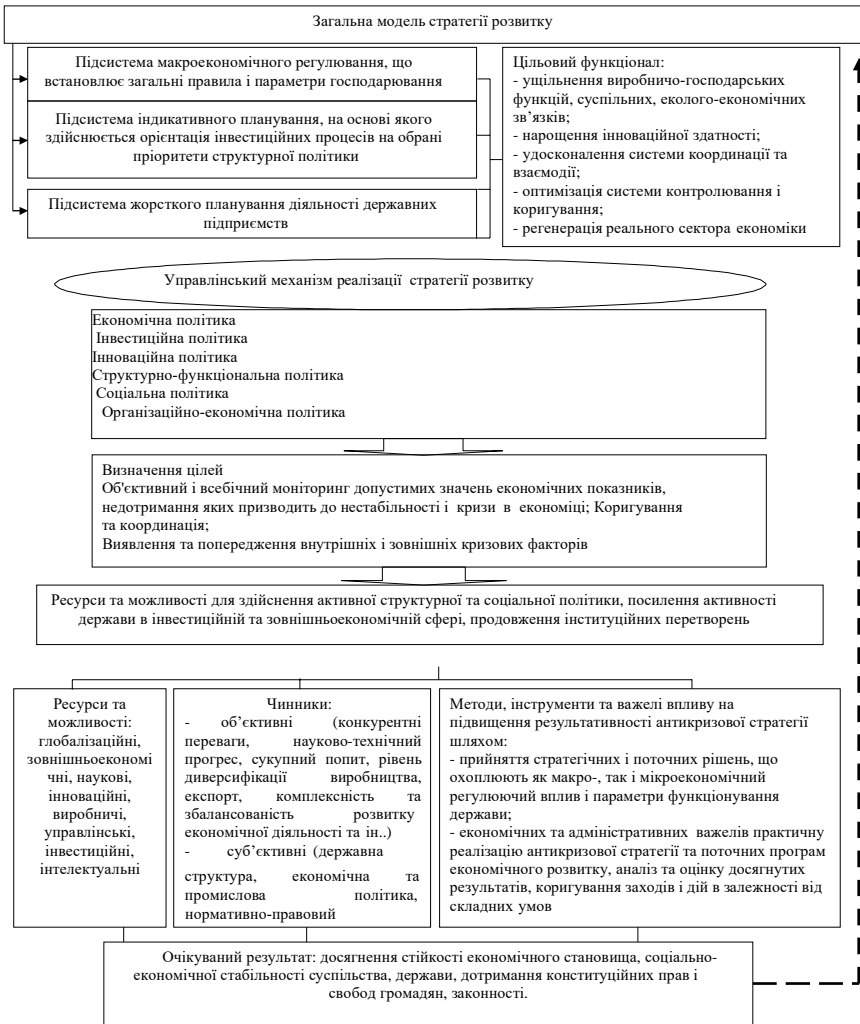 Загальна модель стратегії розвитку
Підсистема макроекономічного регулювання, що
встановлює загальні правила і параметри господарювання
Підсистема індикативного планування, на основі якого
здійснюється орієнтація інвестиційних процесів на обрані
пріоритети структурної політики
Підсистема жорсткого планування діяльності державних
підприємств
Цільовий функціонал:
- ущільнення виробничо-господарських
функцій, суспільних, еколого-економічних
зв’язків;
- нарощення інноваційної здатності;
- удосконалення системи координації та
взаємодії;
- оптимізація системи контролювання і
коригування;
- регенерація реального сектора економіки
Управлінський механізм реалізації стратегії розвитку
Економічна політика
Інвестиційна політика
Інноваційна політика
Структурно-функціональна політика
Соціальна політика
Організаційно-економічна політика
Визначення цілей
Об'єктивний і всебічний моніторинг допустимих значень економічних показників,
недотримання яких призводить до нестабільності і кризи в економіці; Коригування
та координація;
Виявлення та попередження внутрішніх і зовнішніх кризових факторів
Ресурси та можливості для здійснення активної структурної та соціальної політики, посилення активності
держави в інвестиційній та зовнішньоекономічній сфері, продовження інституційних перетворень
Ресурси та
можливості:
глобалізаційні,
зовнішньоекономі
чні, наукові,
інноваційні,
виробничі,
управлінські,
інвестиційні,
інтелектуальні
Чинники:
- об’єктивні (конкурентні
переваги, науково-технічний
прогрес, сукупний попит, рівень
диверсифікації виробництва,
експорт, комплексність та
збалансованість розвитку
економічної діяльності та ін..)
- суб’єктивні (державна
структура, економічна та
промислова політика,
нормативно-правовий
Методи, інструменти та важелі впливу на
підвищення результативності антикризової стратегії
шляхом:
- прийняття стратегічних і поточних рішень, що
охоплюють як макро-, так і мікроекономічний
регулюючий вплив і параметри функціонування
держави;
- економічних та адміністративних важелів практичну
реалізацію антикризової стратегії та поточних програм
економічного розвитку, аналіз та оцінку досягнутих
результатів, коригування заходів і дій в залежності від
складних умов
Очікуваний результат: досягнення стійкості економічного становища, соціально-
економічної стабільності суспільства, держави, дотримання конституційних прав і
свобод громадян, законності.